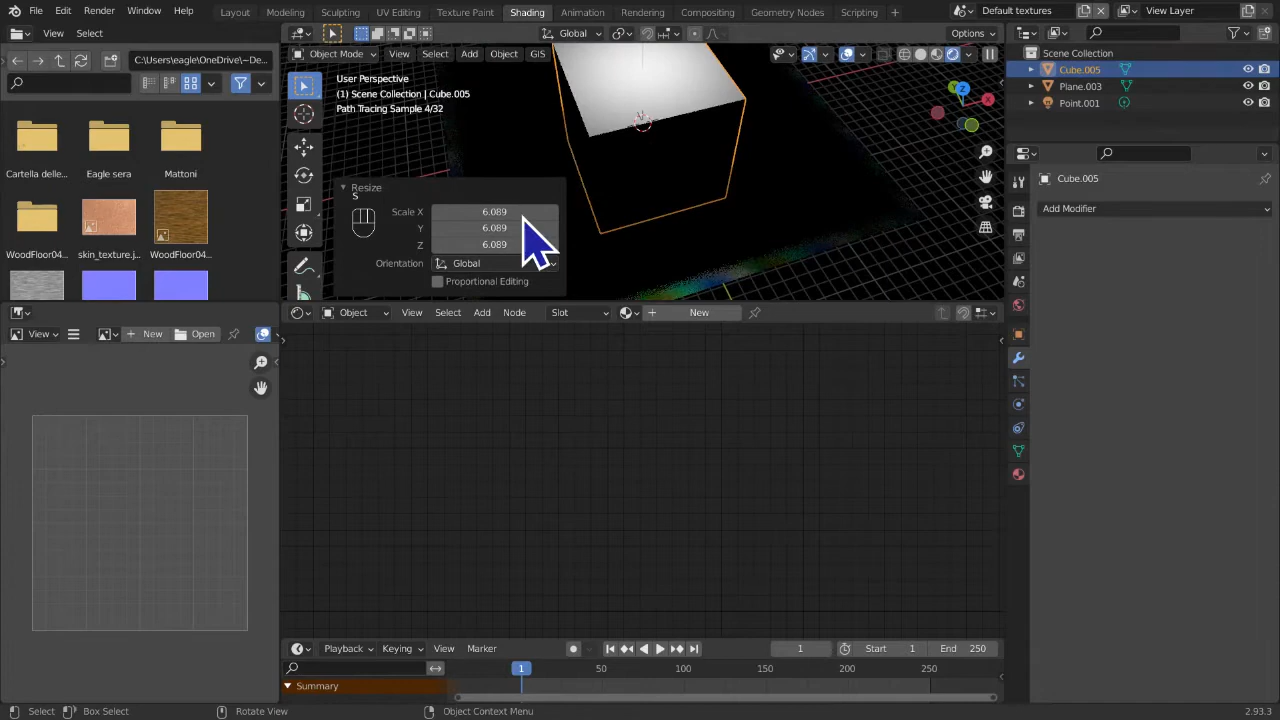 File Edit Render Window Help
Layout Modeling Sculpting UV Editing Texture Paint Shading Animation Rendering Compositing Geometry Nodes Scripting
Default textures
View Layer
View Select
Global
Options
C:\Users\eagle\OneDrive\~De...
Object Mode View Select Add Object GIS
User Perspective
(1) Scene Collection | Cube.005
Path Tracing Sample 4/32
Scene Collection
Cube.005
Plane.003
Point.001
Cartella delle...
Eagle sera
Mattoni
WoodFloor04...
skin_texture.j...
WoodFloor04...
Resize
S
Scale X 6.089
Y 6.089
Z 6.089
Orientation Global
Proportional Editing
Cube.005
Add Modifier
Object View Select Add Node Slot New
View New Open
Playback Keying View Marker
1
Start 1
End 250
1 50 100 150 200 250
Summary
Select Box Select Rotate View Object Context Menu
2.93.3